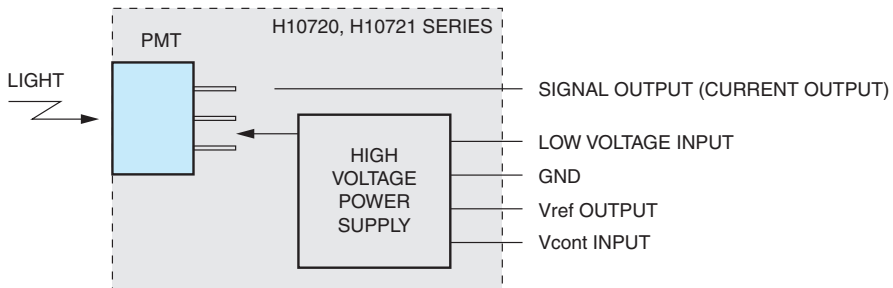 H10720, H10721 SERIES
PMT
LIGHT
SIGNAL OUTPUT (CURRENT OUTPUT)
LOW VOLTAGE INPUT
HIGH
VOLTAGE
POWER
SUPPLY
GND
Vref OUTPUT
Vcont INPUT